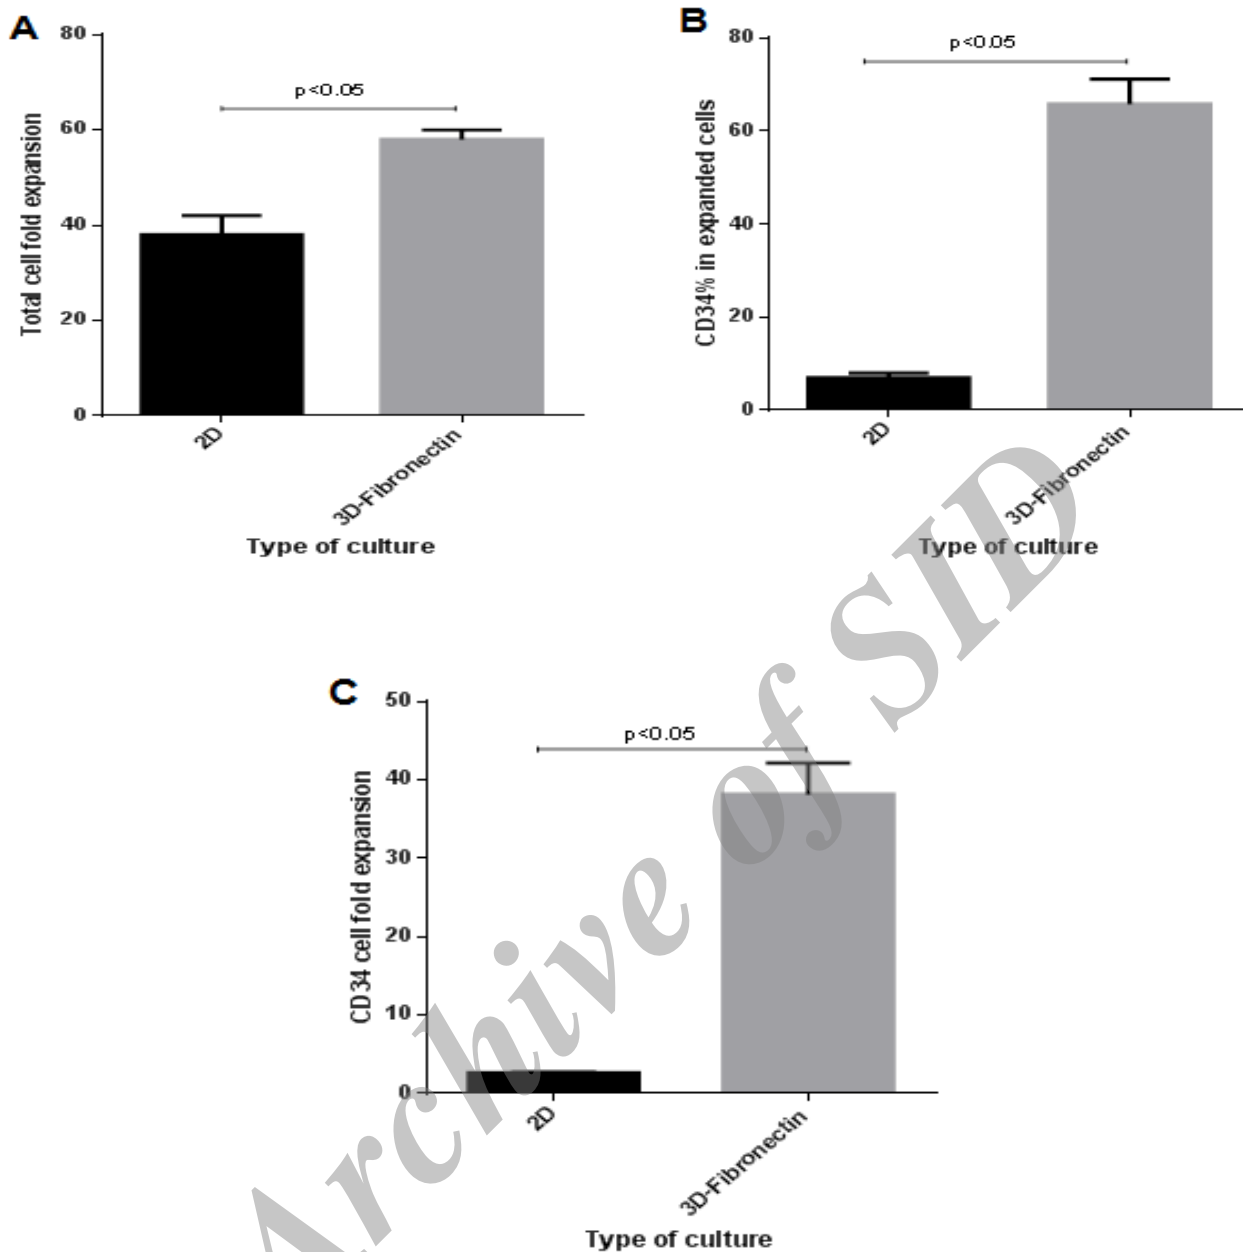 A
80
60
40
20
0
Total cell fold expansion
p<0.05
2D
3D-Fibronectin
Type of culture
B
80
60
40
20
0
CD34% in expanded cells
p<0.05
2D
3D-Fibronectin
Type of culture
C
50
40
30
20
10
0
CD34 cell fold expansion
p<0.05
2D
3D-Fibronectin
Type of culture
Archive of SID